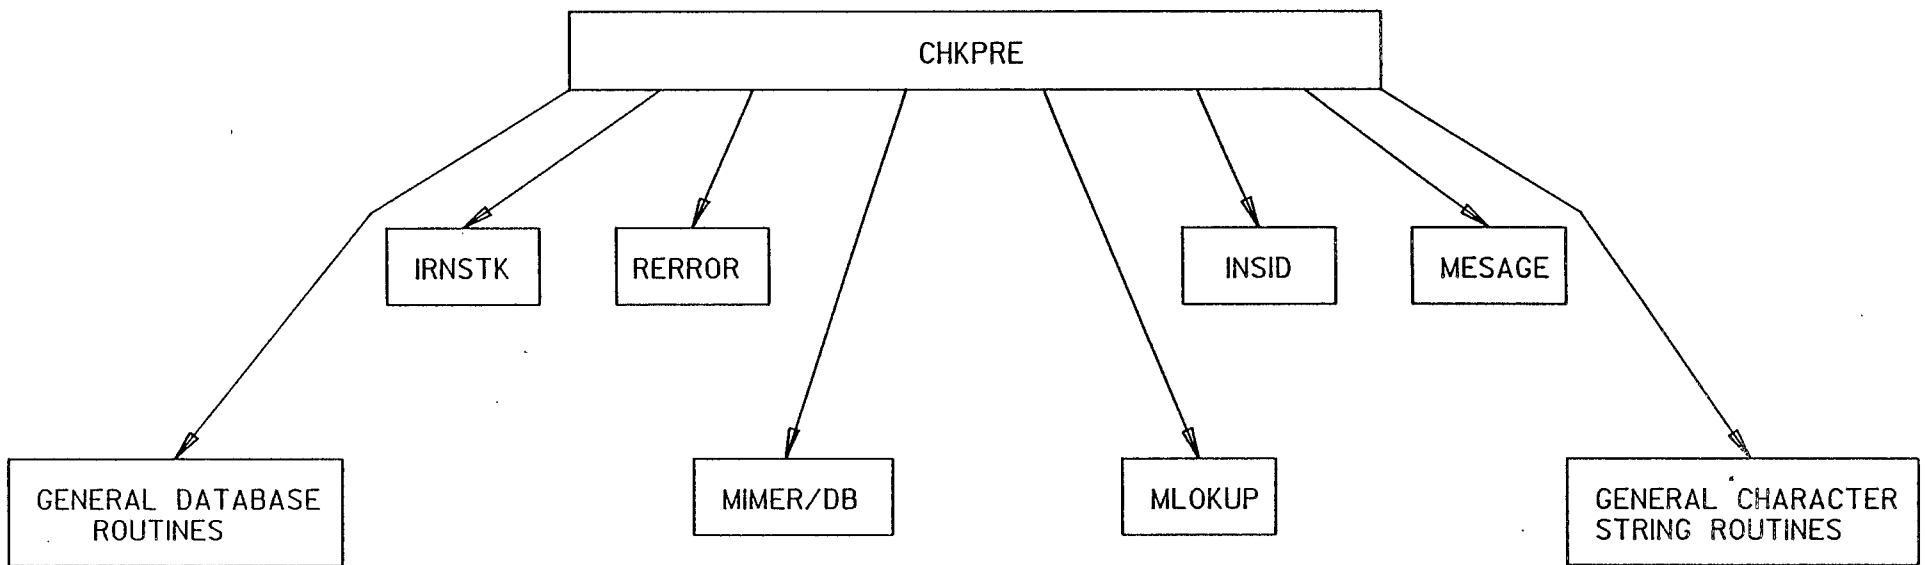 CHKPRE
IRNSTK
RERROR
INSID
MESAGE
GENERAL DATABASE
ROUTINES
MIMER/DB
MLOKUP
GENERAL CHARACTER
STRING ROUTINES